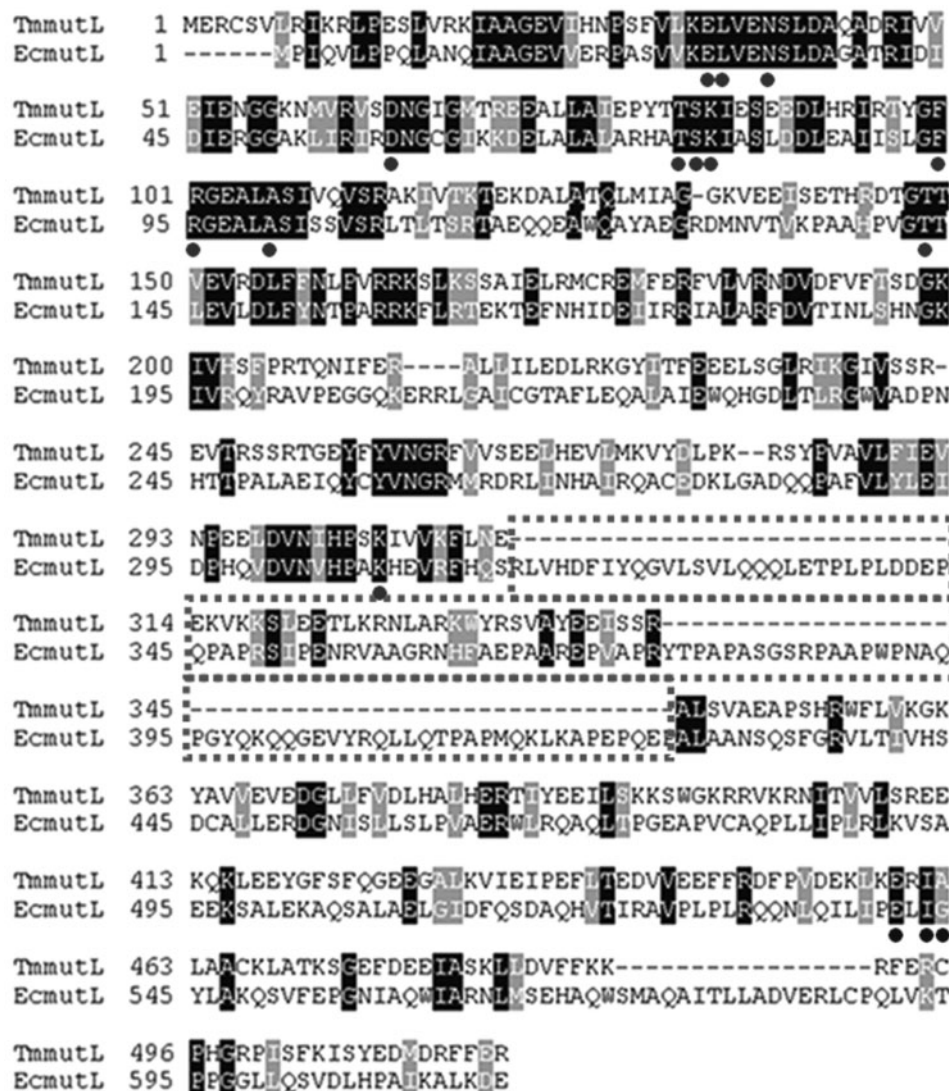 TmmutL 1 MERCSVLRIKRLPESLVRKIAAGEVIHNPSFVLKELVENSLDAQADRIVV
EcmutL 1 ------MPIQVLPPQLANQIAAGEVVERPASVVKELVENSLDAGATRIDI
TmmutL 51 EIENGGKNMVRVSDNGIGMTREEALLAIEPYTTSKIESEEDLHRIRTYGF
EcmutL 45 DIERGGAKLIRIRDNGCGIKKDELALALARHATSKIASLDDLEAIISLGF
TmmutL 101 RGEALASIVQVSRAKIVTKTEKDALATQLMIAG-GKVEEISETHRDTGTT
EcmutL 95 RGEALASISSVSRLTLTSRTAEQQEAWQAYAEGRDMNVTVKPAAHPVGTT
TmmutL 150 VEVRDLFFNLPVRRKSLKSSAIELRMCREMFERFVLVRNDVDFVFTSDGK
EcmutL 145 LEVLDLFYNTPARRKFLRTEKTEFNHIDEIIRRIALARFDVTINLSHNGK
TmmutL 200 IVHSFPRTQNIFER----ALLILEDLRKGYITFEEELSGLRIKGIVSSR-
EcmutL 195 IVRQYRAVPEGGQKERRLGAICGTAFLEQALAIEWQHGDLTLRGWVADPN
TmmutL 245 EVTRSSRTGEYFYVNGRFVVSEELHEVLMKVYDLPK--RSYPVAVLFIEV
EcmutL 245 HTTPALAEIQYCYVNGRMMRDRLINHAIRQACEDKLGADQQPAFVLYLEI
TmmutL 293 NPEELDVNIHPSKIVVKFLNE-----------------------------
EcmutL 295 DPHQVDVNVHPAKHEVRFHQSRLVHDFIYQGVLSVLQQQLETPLPLDDEP
TmmutL 314 EKVKKSLEETLKRNLARKWYRSVAYEEISSR-------------------
EcmutL 345 QPAPRSIPENRVAAGRNHFAEPAAREPVAPRYTPAPASGSRPAAPWPNAQ
TmmutL 345 --------------------------------ALSVAEAPSHRWFLVKGK
EcmutL 395 PGYQKQQGEVYRQLLQTPAPMQKLKAPEPQEPALAANSQSFGRVLTIVHS
TmmutL 363 YAVVEVEDGLLFVDLHALHERTIYEEILSKKSWGKRRVKRNITVVLSREE
EcmutL 445 DCALLERDGNISLLSLPVAERWLRQAQLTPGEAPVCAQPLLIPLRLKVSA
TmmutL 413 KQKLEEYGFSFQGEEGALKVIEIPEFLTEDVVEEFFRDFPVDEKLKERIA
EcmutL 495 EEKSALEKAQSALAELGIDFQSDAQHVTIRAVPLPLRQQNLQILIPELIG
TmmutL 463 LAACKLATKSGEFDEEIASKLLDVFFKK-----------------RFERC
EcmutL 545 YLAKQSVFEPGNIAQWIARNLMSEHAQWSMAQAITLLADVERLCPQLVKT
TmmutL 496 PHGRPISFKISYEDMDRFFER
EcmutL 595 PPGGLLQSVDLHPAIKALKDE